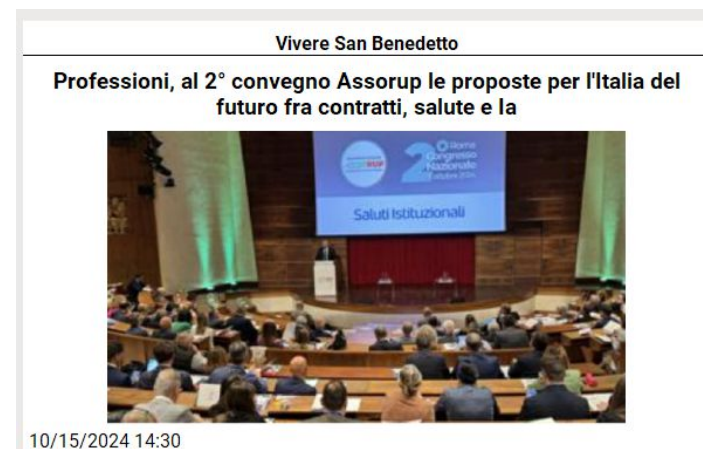 Vivere San Benedetto
Professioni, al 2° convegno Assorup le proposte per l'Italia del
futuro fra contratti, salute e la
2°
Roma
Congresso
Nazionale
Saluti Istituzionali
10/15/2024 14:30